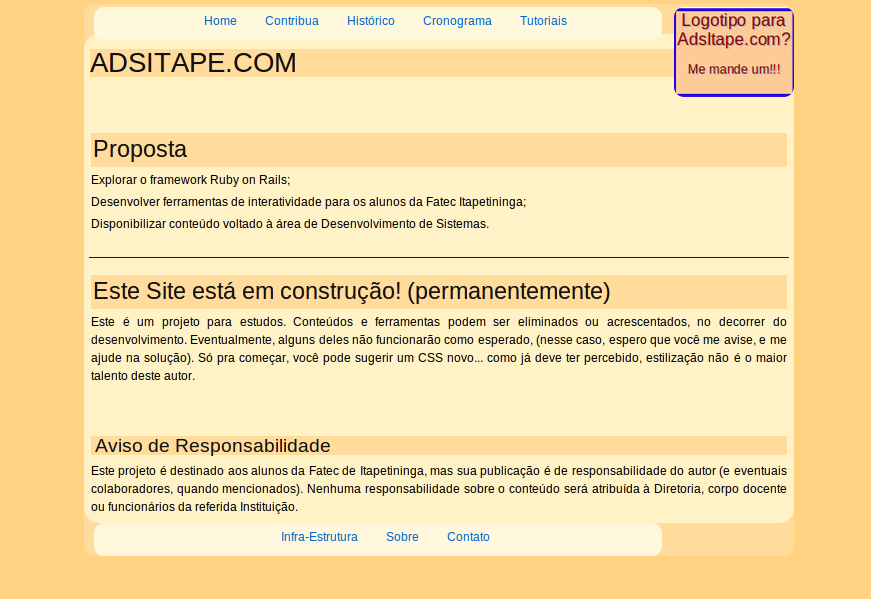 Home Contribua Histórico Cronograma Tutoriais
Logotipo para
AdsItape.com?
Me mande um!!!
ADSITAPE.COM
Proposta
Explorar o framework Ruby on Rails;
Desenvolver ferramentas de interatividade para os alunos da Fatec Itapetininga;
Disponibilizar conteúdo voltado à área de Desenvolvimento de Sistemas.
Este Site está em construção! (permanentemente)
Este é um projeto para estudos. Conteúdos e ferramentas podem ser eliminados ou acrescentados, no decorrer do
desenvolvimento. Eventualmente, alguns deles não funcionarão como esperado, (nesse caso, espero que você me avise, e me
ajude na solução). Só pra começar, você pode sugerir um CSS novo... como já deve ter percebido, estilização não é o maior
talento deste autor.
Aviso de Responsabilidade
Este projeto é destinado aos alunos da Fatec de Itapetininga, mas sua publicação é de responsabilidade do autor (e eventuais
colaboradores, quando mencionados). Nenhuma responsabilidade sobre o conteúdo será atribuída à Diretoria, corpo docente
ou funcionários da referida Instituição.
Infra-Estrutura Sobre Contato